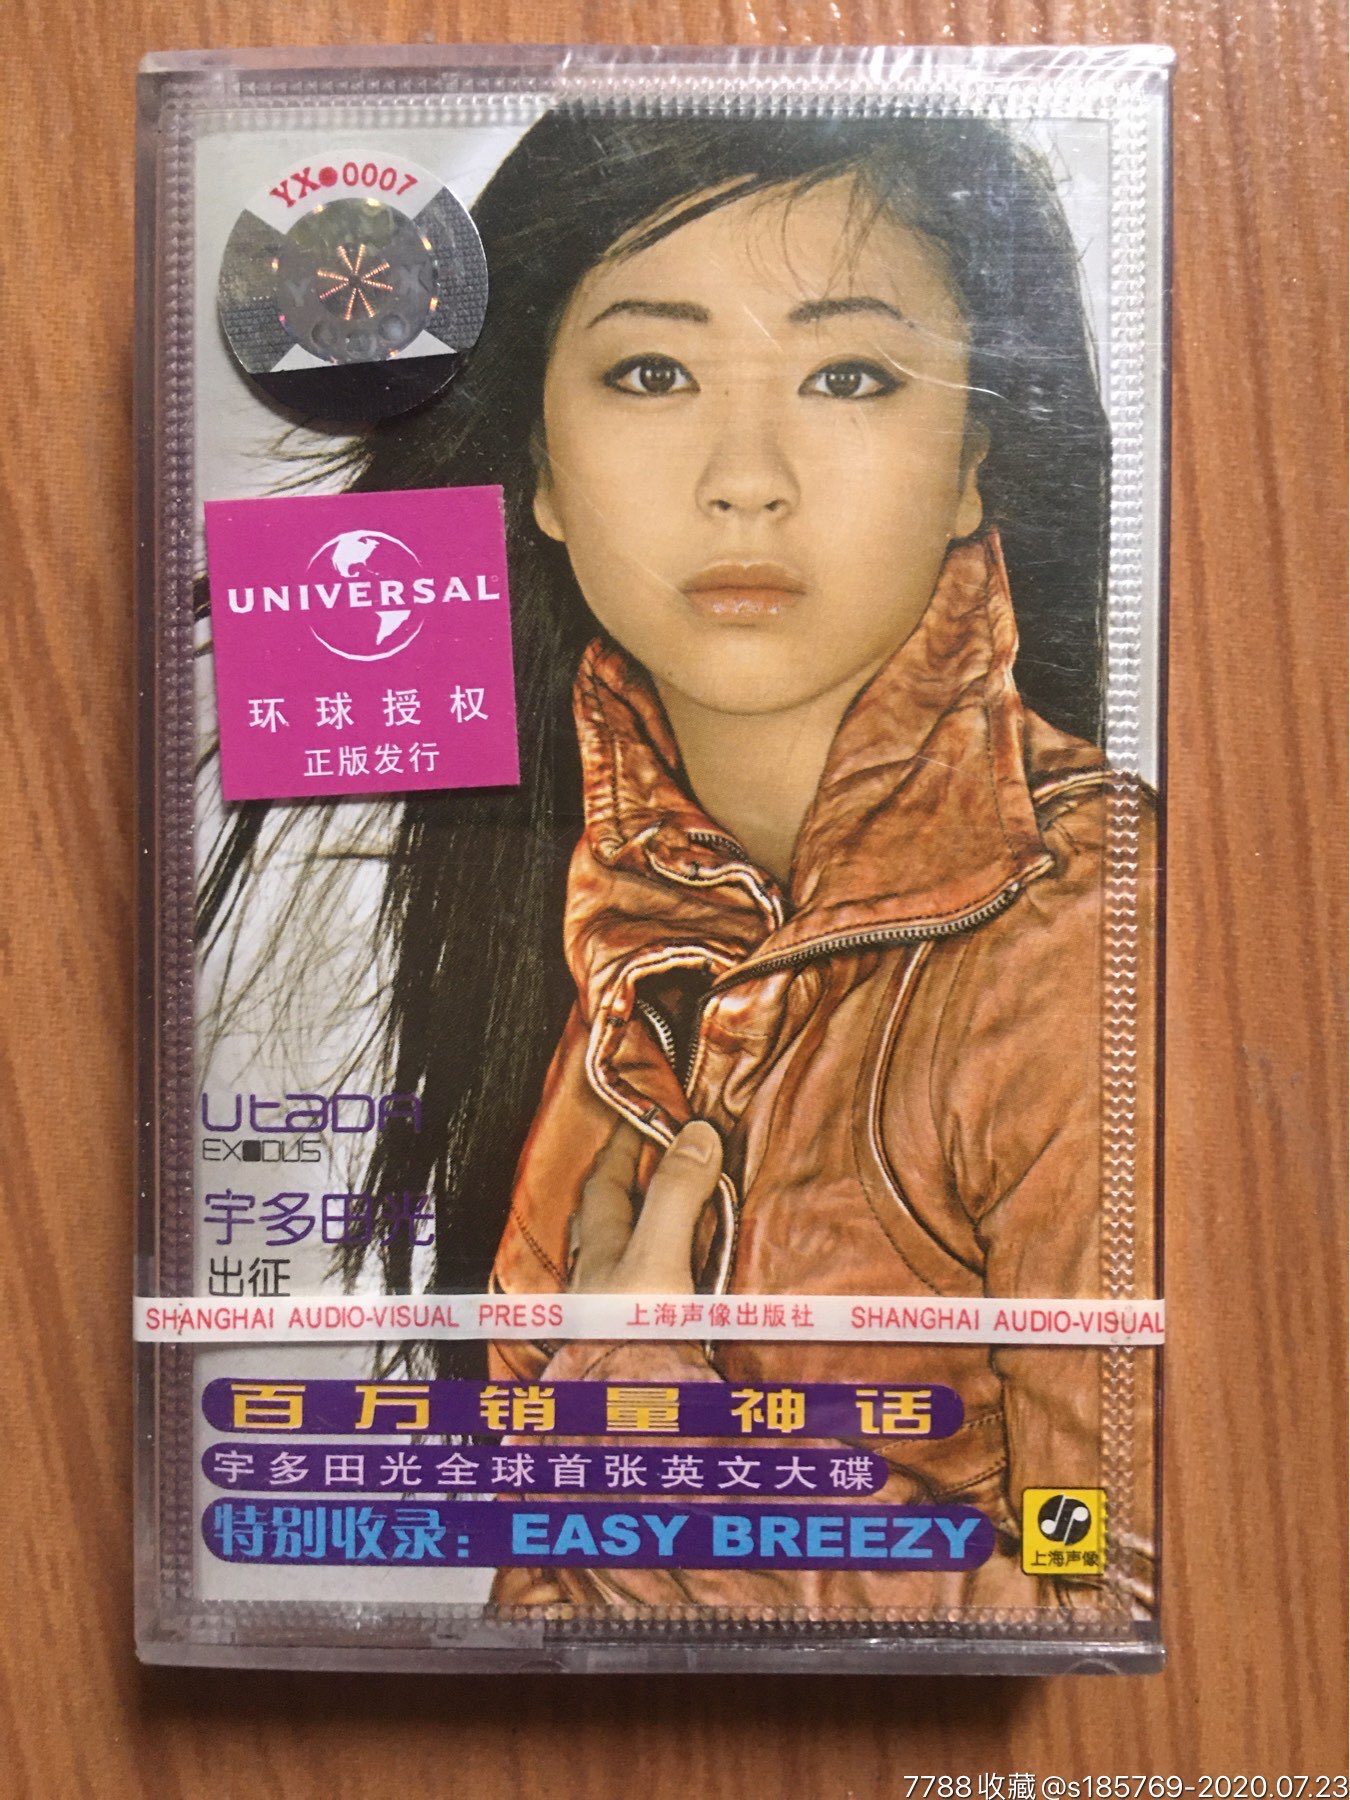 YX●0007
UNIVERSAL
环球授权
正版发行
Utada
EXODUS
宇多田光
出征
SHANGHAI AUDIO-VISUAL PRESS 上海声像出版社 SHANGHAI AUDIO-VISUAL
百万销量神话
宇多田光全球首张英文大碟
特别收录：EASY BREEZY
上海声像
7788收藏@s185769-2020.07.23